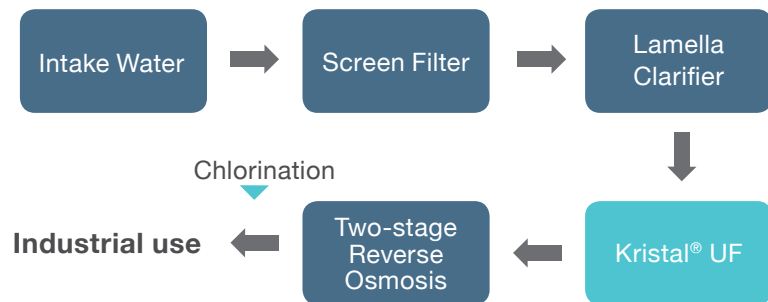 Intake Water
Screen Filter
Lamella
Clarifier
Chlorination
Industrial use
Two-stage
Reverse
Osmosis
Kristal® UF